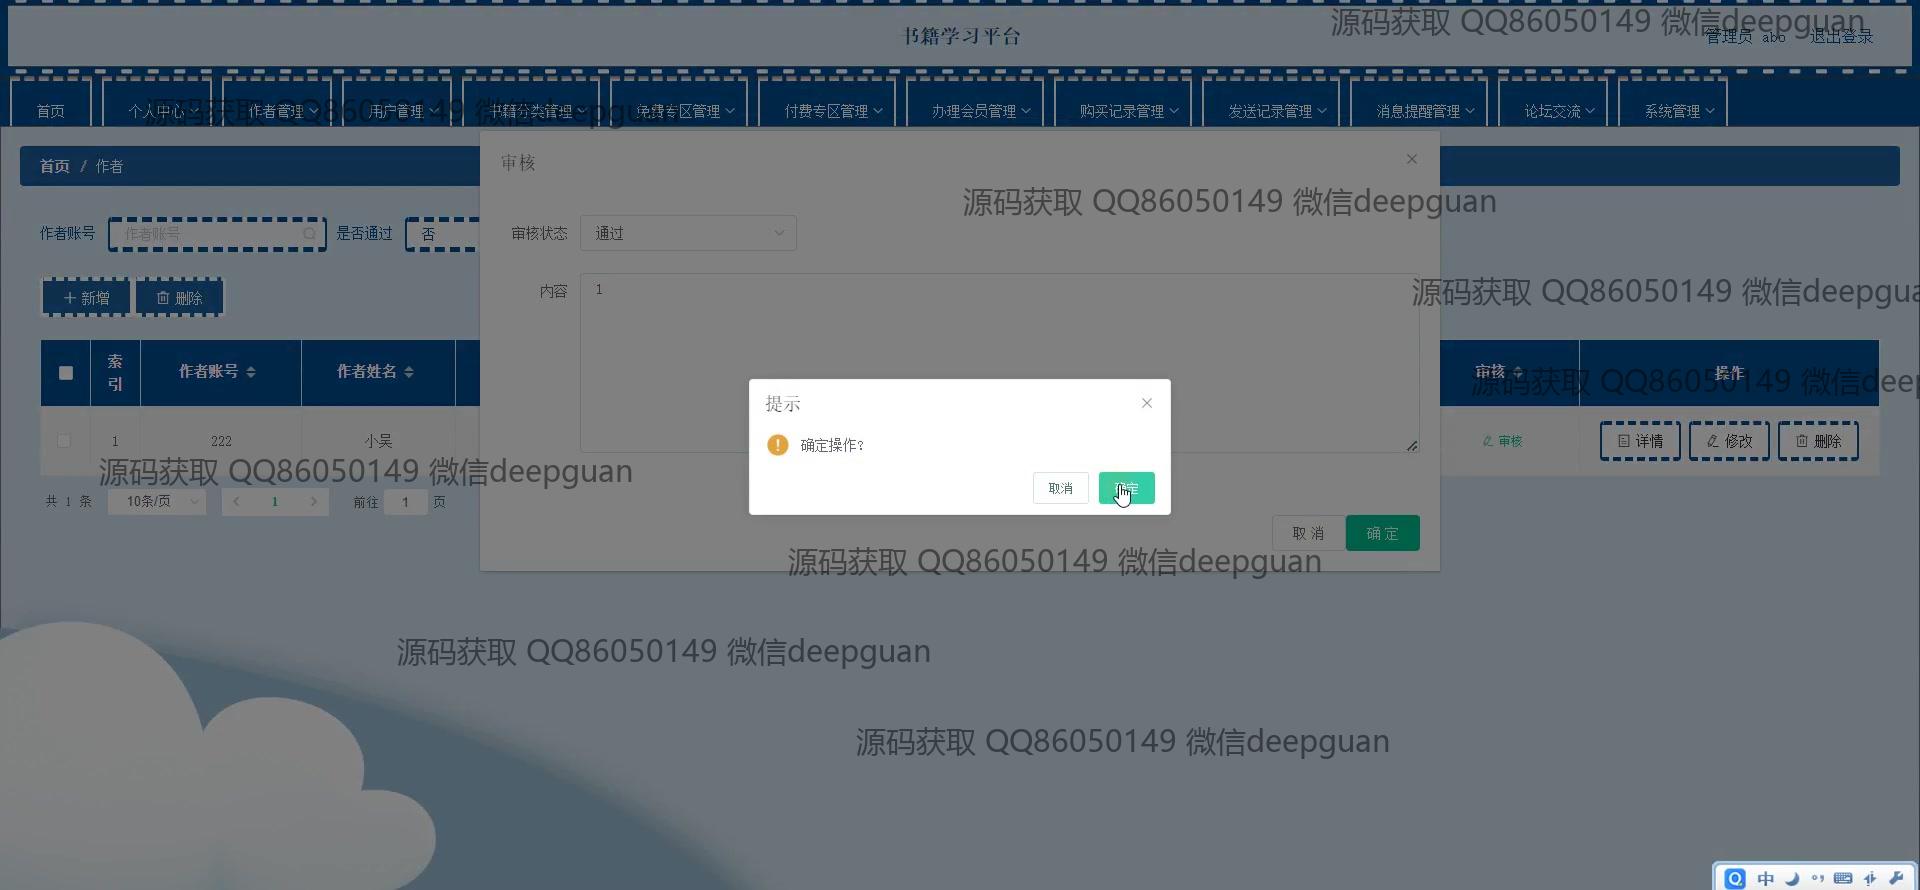 书籍学习平台
管理员 abo 退出登录
源码获取 QQ86050149 微信deepguan
首页 个人中心 作者管理 用户管理 书籍分类管理 免费专区管理 付费专区管理 办理会员管理 购买记录管理 发送记录管理 消息提醒管理 论坛交流 系统管理
源码获取 QQ86050149 微信deepguan
首页 / 作者
审核
源码获取 QQ86050149 微信deepguan
作者账号 作者账号 是否通过 否
审核状态 通过
内容 1
源码获取 QQ86050149 微信deepgua
新增 删除
索引 作者账号 作者姓名 审核 操作
源码获取 QQ86050149 微信deep
提示
确定操作?
取消 确定
1 222 小吴 审核 详情 修改 删除
源码获取 QQ86050149 微信deepguan
共 1 条 10条/页 1 前往 1 页
取消 确定
源码获取 QQ86050149 微信deepguan
源码获取 QQ86050149 微信deepguan
源码获取 QQ86050149 微信deepguan
中